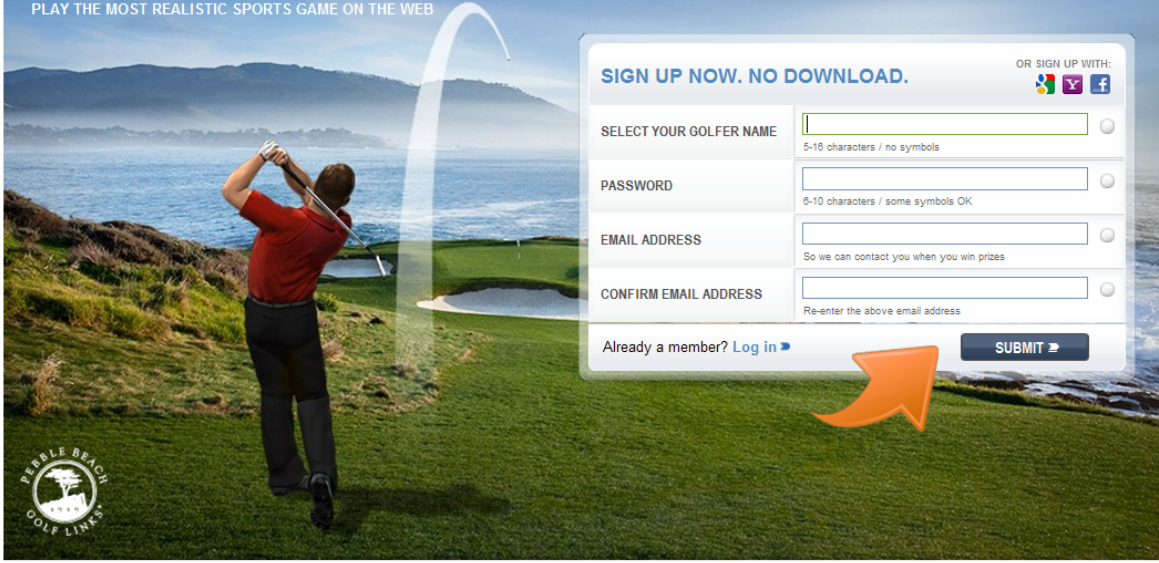 PLAY THE MOST REALISTIC SPORTS GAME ON THE WEB
SIGN UP NOW. NO DOWNLOAD.
OR SIGN UP WITH:
SELECT YOUR GOLFER NAME
5-16 characters / no symbols
PASSWORD
6-10 characters / some symbols OK
EMAIL ADDRESS
So we can contact you when you win prizes
CONFIRM EMAIL ADDRESS
Re-enter the above email address
Already a member? Log in
SUBMIT
PEBBLE BEACH
1919
GOLF LINKS